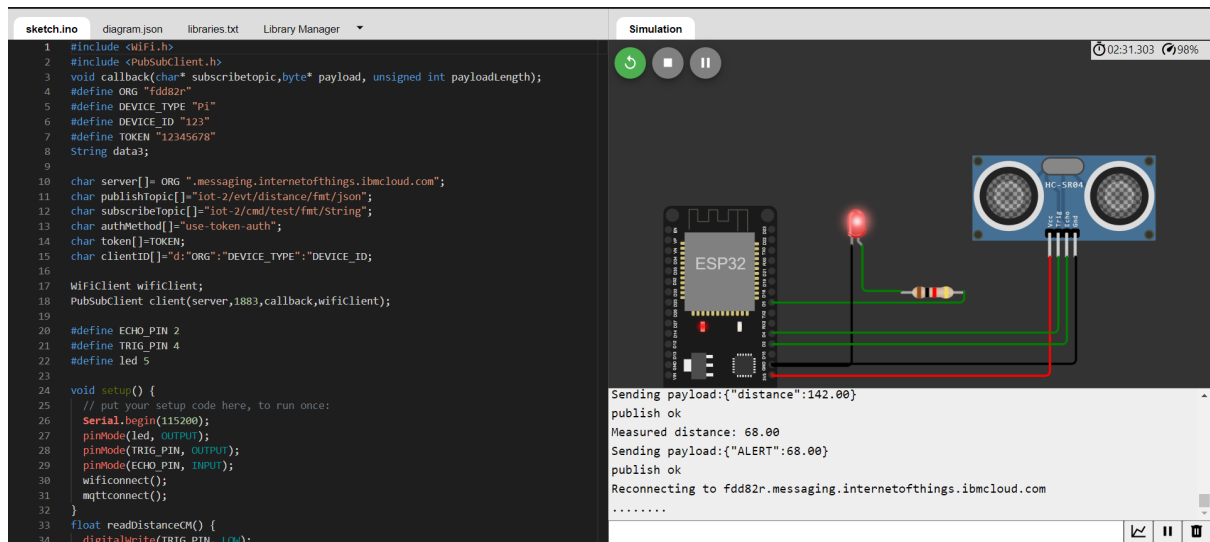 sketch.ino diagram.json libraries.txt Library Manager
1 #include <WiFi.h>
2 #include <PubSubClient.h>
3 void callback(char* subscribetopic,byte* payload, unsigned int payloadLength);
4 #define ORG "fdd82r"
5 #define DEVICE_TYPE "Pi"
6 #define DEVICE_ID "123"
7 #define TOKEN "12345678"
8 String data3;
9
10 char server[]= ORG ".messaging.internetofthings.ibmcloud.com";
11 char publishTopic[]="iot-2/evt/distance/fmt/json";
12 char subscribeTopic[]="iot-2/cmd/test/fmt/String";
13 char authMethod[]="use-token-auth";
14 char token[]=TOKEN;
15 char clientID[]="d:"ORG":"DEVICE_TYPE":"DEVICE_ID;
16
17 WiFiClient wifiClient;
18 PubSubClient client(server,1883,callback,wifiClient);
19
20 #define ECHO_PIN 2
21 #define TRIG_PIN 4
22 #define led 5
23
24 void setup() {
25 // put your setup code here, to run once:
26 Serial.begin(115200);
27 pinMode(led, OUTPUT);
28 pinMode(TRIG_PIN, OUTPUT);
29 pinMode(ECHO_PIN, INPUT);
30 wificonnect();
31 mqttconnect();
32 }
33 float readDistanceCM() {
34 digitalWrite(TRIG_PIN, LOW);
Simulation
02:31.303 98%
HC-SR04
Vcc
Trig
Echo
Gnd
ESP32
Sending payload:{"distance":142.00}
publish ok
Measured distance: 68.00
Sending payload:{"ALERT":68.00}
publish ok
Reconnecting to fdd82r.messaging.internetofthings.ibmcloud.com
........